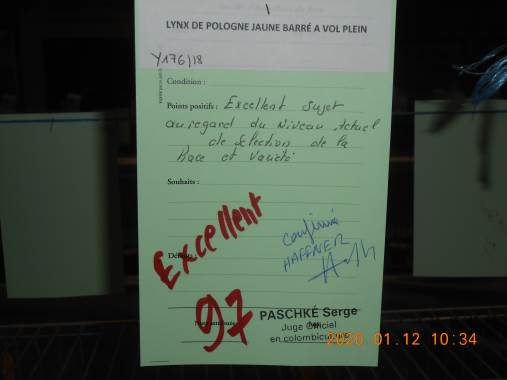 LYNX DE POLOGNE JAUNE BARRÉ A VOL PLEIN
Y176/18
Condition :
Points positifs : Excellent sujet
au regard du Niveau Actuel
de Sélection de la
Race et Variété
Souhaits :
Excellent
confirmé
HAFFNER
97
PASCHKÉ Serge
Juge Officiel
en colombiculture
2020 01.12 10:34